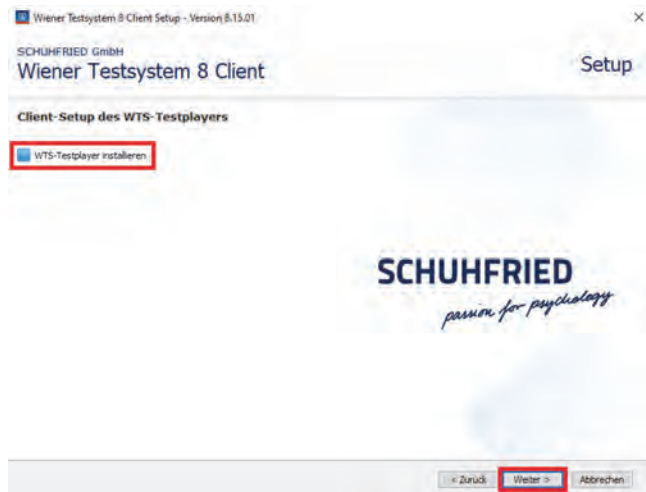 Wiener Testsystem 8 Client Setup - Version 8.15.01
SCHUHFRIED GmbH
Wiener Testsystem 8 Client
Setup
Client-Setup des WTS-Testplayers
WTS-Testplayer installieren
SCHUHFRIED
passion for psychology
< Zurück Weiter > Abbrechen